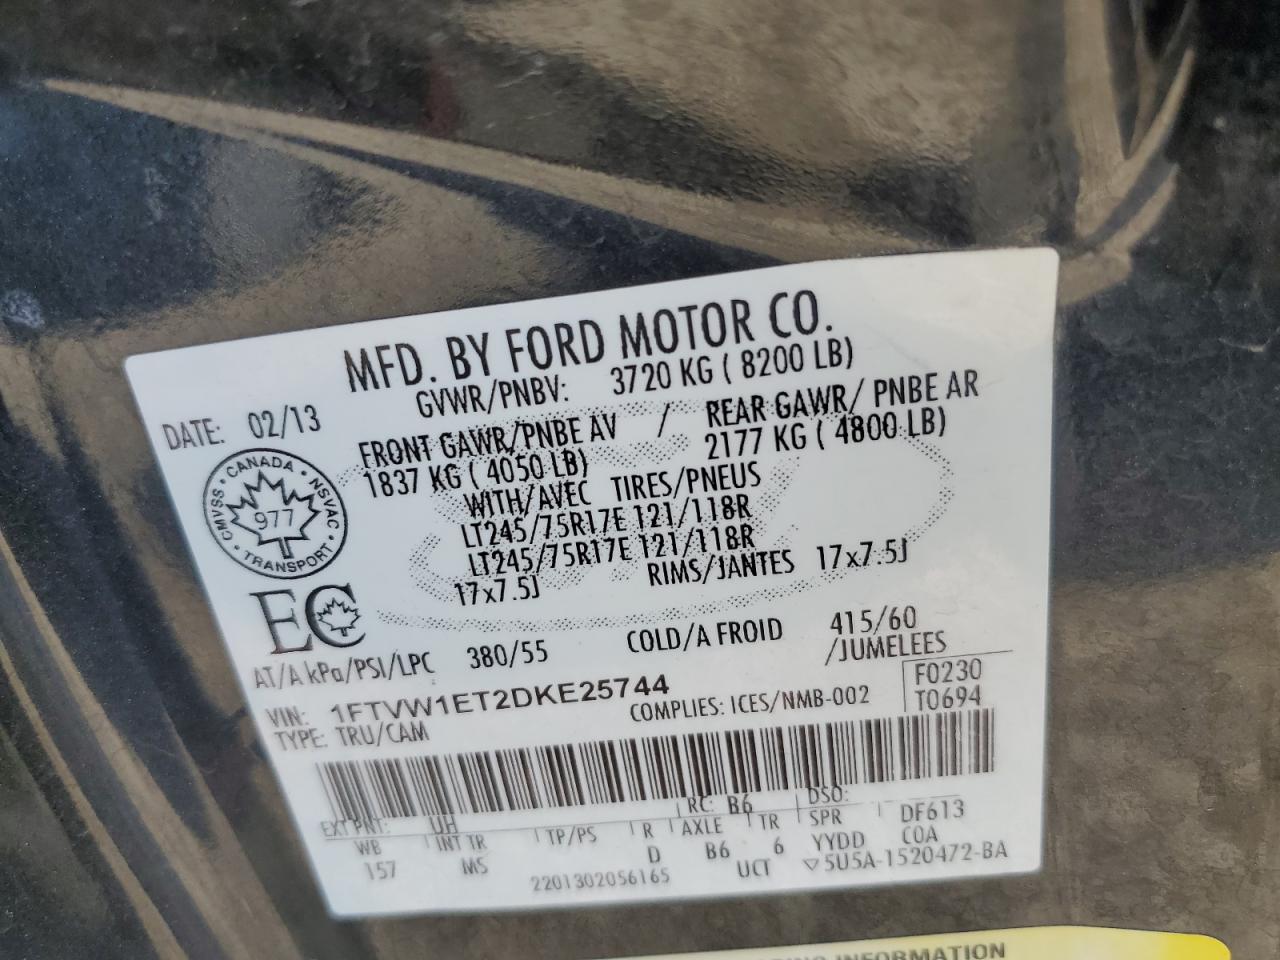 MFD. BY FORD MOTOR CO.
DATE: 02/13 GVWR/PNBV: 3720 KG ( 8200 LB)
FRONT GAWR/PNBE AV / REAR GAWR/ PNBE AR
1837 KG ( 4050 LB) 2177 KG ( 4800 LB)
WITH/AVEC TIRES/PNEUS
LT245/75R17E 121/118R
LT245/75R17E 121/118R
17x7.5J RIMS/JANTES 17x7.5J
CANADA • NSVAC • TRANSPORT • CMVSS
977
EC
AT/A kPa/PSI/LPC 380/55 COLD/A FROID 415/60
/JUMELEES
VIN: 1FTVW1ET2DKE25744 F0230
TYPE: TRU/CAM COMPLIES: ICES/NMB-002 T0694
EXT PNT: UH RC: B6 DSO:
WB INT TR TP/PS R AXLE TR SPR DF613
157 MS D B6 6 YYDD COA
2201302056165 UCT ▽5U5A-1520472-BA
INFORMATION